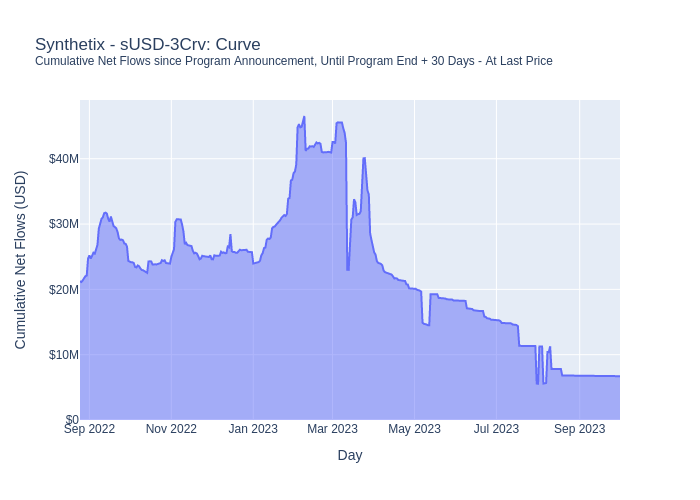 Synthetix - sUSD-3Crv: Curve
Cumulative Net Flows since Program Announcement, Until Program End + 30 Days - At Last Price
Cumulative Net Flows (USD)
$40M
$30M
$20M
$10M
$0
Sep 2022 Nov 2022 Jan 2023 Mar 2023 May 2023 Jul 2023 Sep 2023
Day